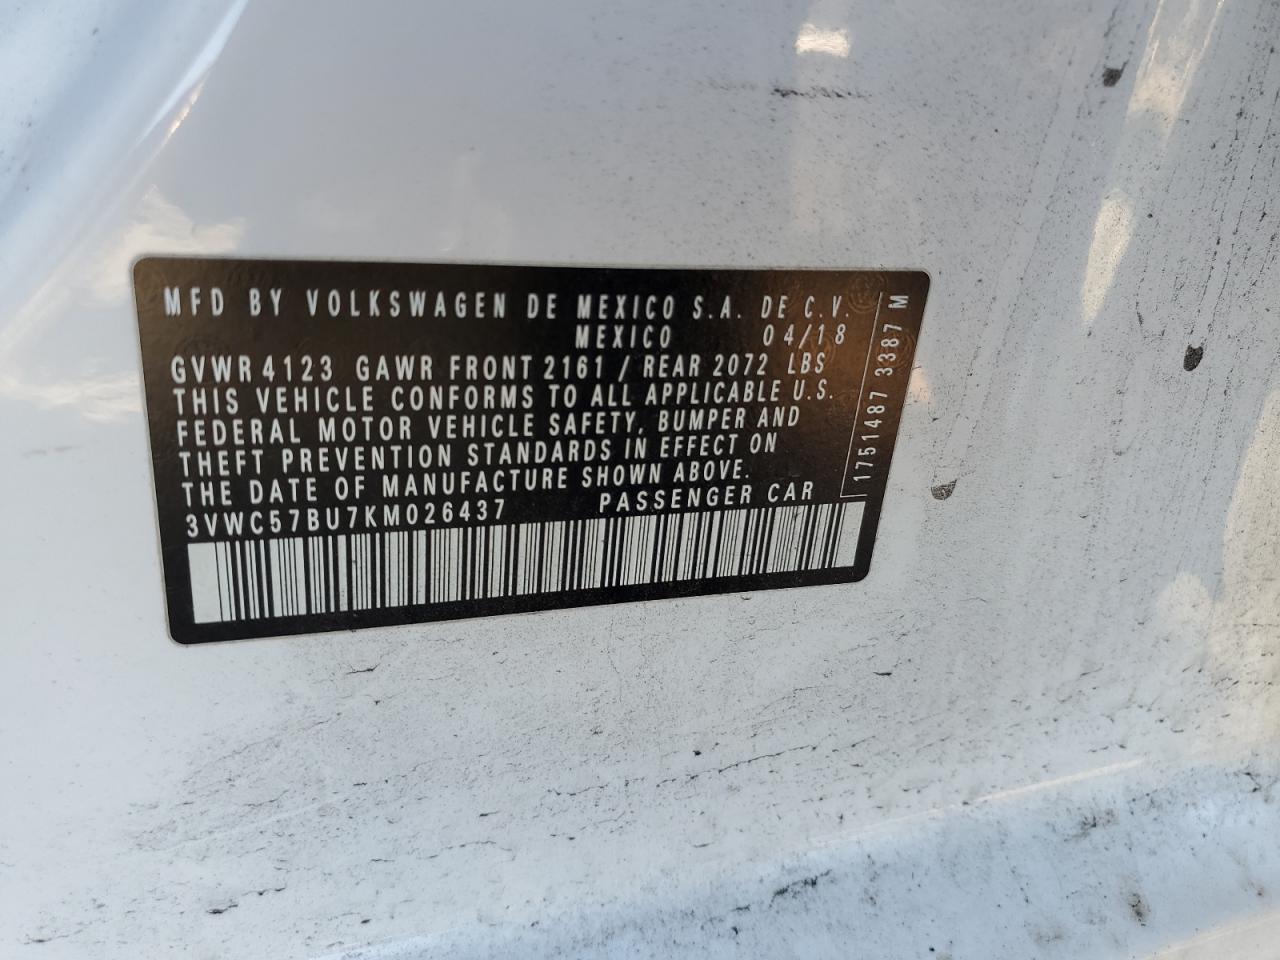 MFD BY VOLKSWAGEN DE MEXICO S.A. DE C.V.
MEXICO 04/18
GVWR 4123 GAWR FRONT 2161 / REAR 2072 LBS
THIS VEHICLE CONFORMS TO ALL APPLICABLE U.S.
FEDERAL MOTOR VEHICLE SAFETY, BUMPER AND
THEFT PREVENTION STANDARDS IN EFFECT ON
THE DATE OF MANUFACTURE SHOWN ABOVE.
3VWC57BU7KM026437 PASSENGER CAR
1751487 3387 M